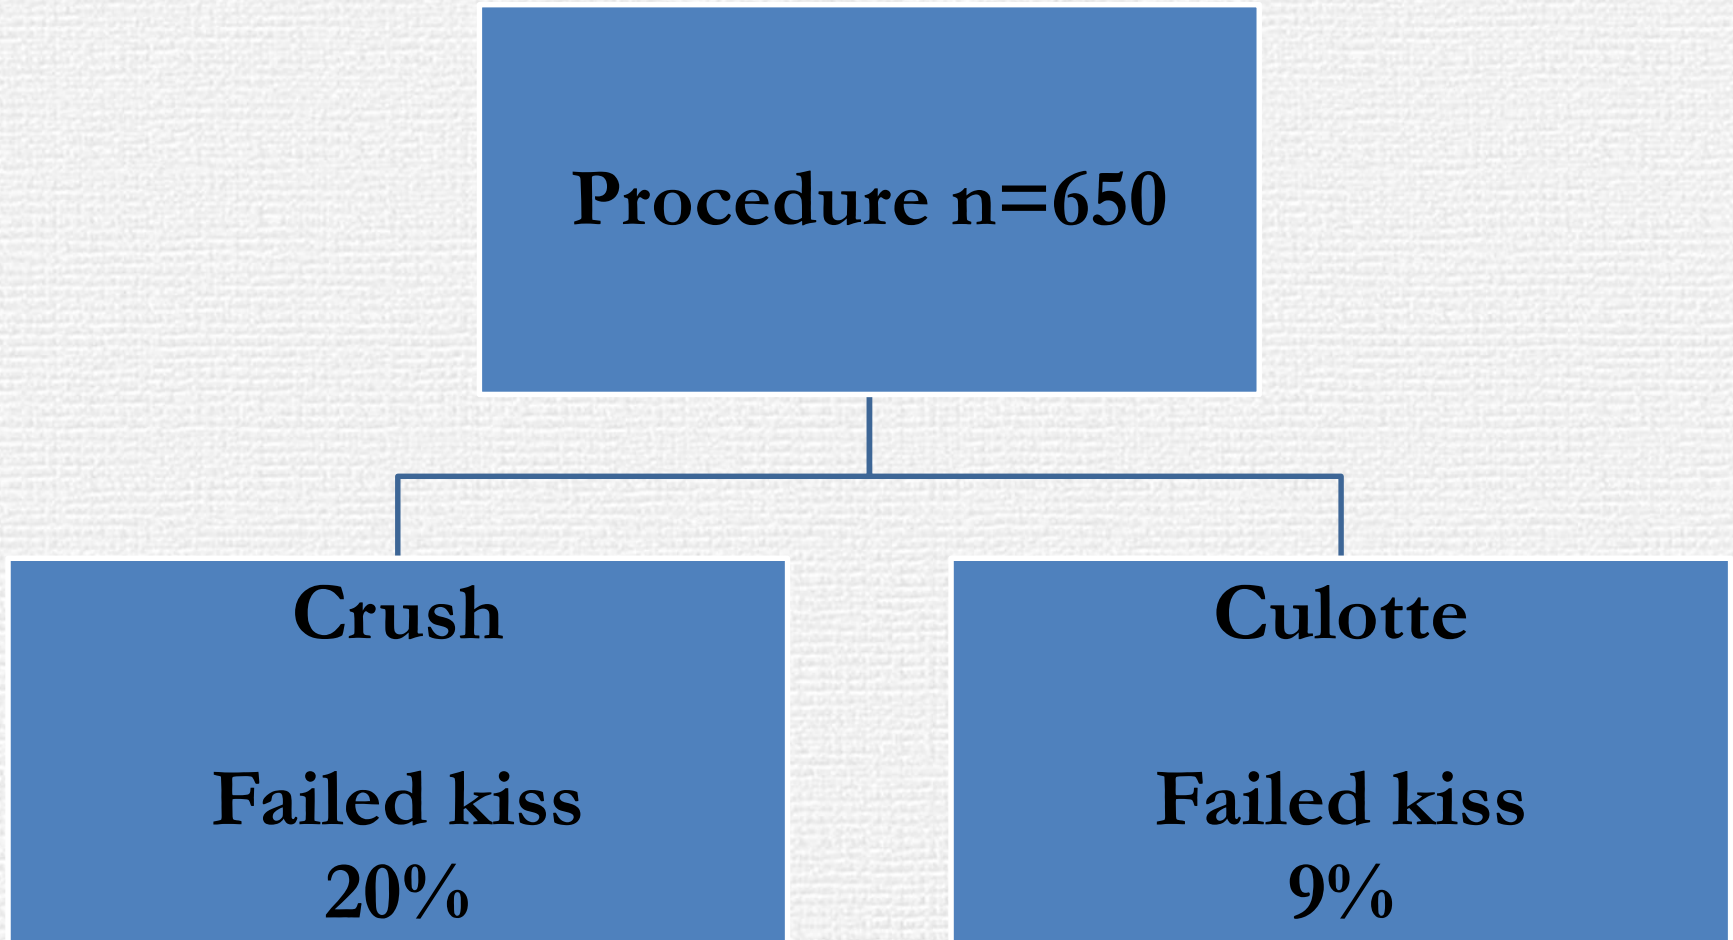 Procedure n=650
Crush
Failed kiss
20%
Culotte
Failed kiss
9%